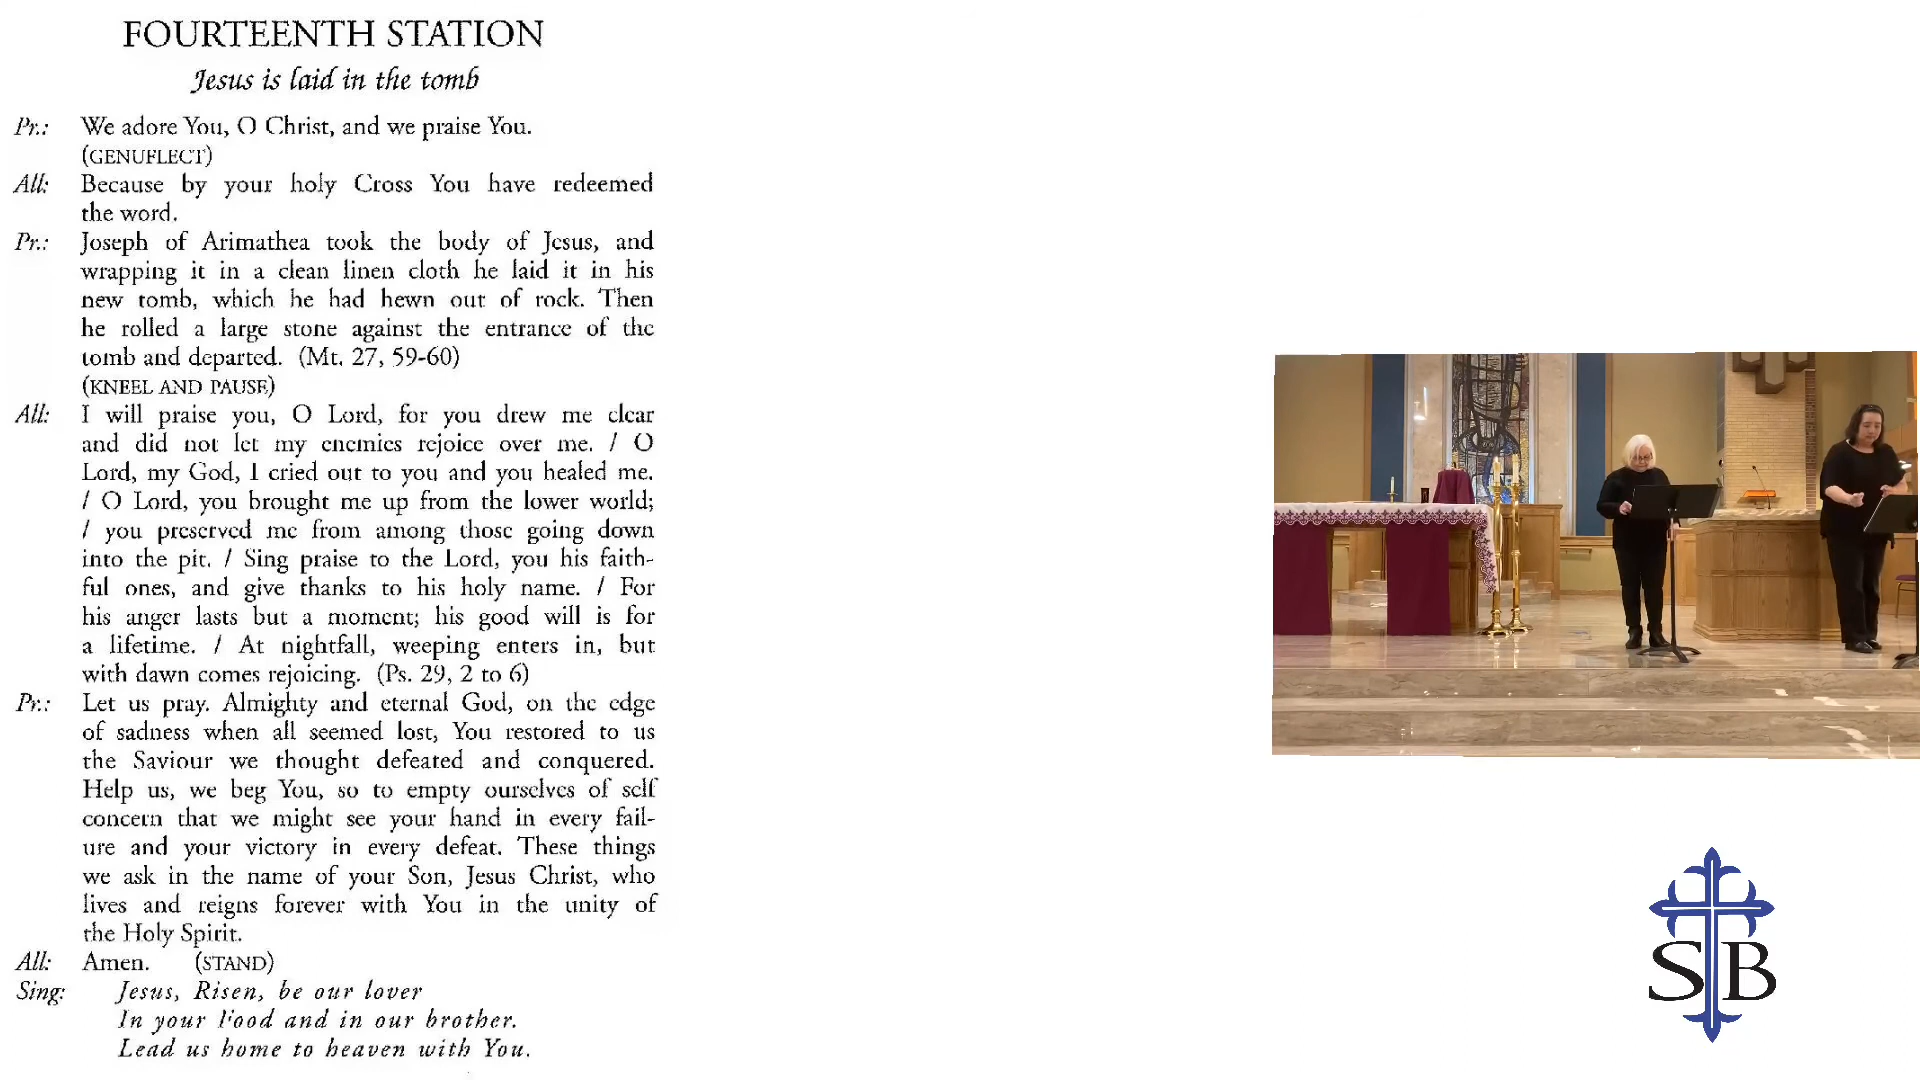 FOURTEENTH STATION
Jesus is laid in the tomb
Pr.: We adore You, O Christ, and we praise You.
(GENUFLECT)
All: Because by your holy Cross You have redeemed
the word.
Pr.: Joseph of Arimathea took the body of Jesus, and
wrapping it in a clean linen cloth he laid it in his
new tomb, which he had hewn out of rock. Then
he rolled a large stone against the entrance of the
tomb and departed. (Mt. 27, 59-60)
(KNEEL AND PAUSE)
All: I will praise you, O Lord, for you drew me clear
and did not let my enemies rejoice over me. / O
Lord, my God, I cried out to you and you healed me.
/ O Lord, you brought me up from the lower world;
/ you preserved me from among those going down
into the pit. / Sing praise to the Lord, you his faith-
ful ones, and give thanks to his holy name. / For
his anger lasts but a moment; his good will is for
a lifetime. / At nightfall, weeping enters in, but
with dawn comes rejoicing. (Ps. 29, 2 to 6)
Pr.: Let us pray. Almighty and eternal God, on the edge
of sadness when all seemed lost, You restored to us
the Saviour we thought defeated and conquered.
Help us, we beg You, so to empty ourselves of self
concern that we might see your hand in every fail-
ure and your victory in every defeat. These things
we ask in the name of your Son, Jesus Christ, who
lives and reigns forever with You in the unity of
the Holy Spirit.
All: Amen. (STAND)
Sing: Jesus, Risen, be our lover
In your Food and in our brother.
Lead us home to heaven with You.
SB